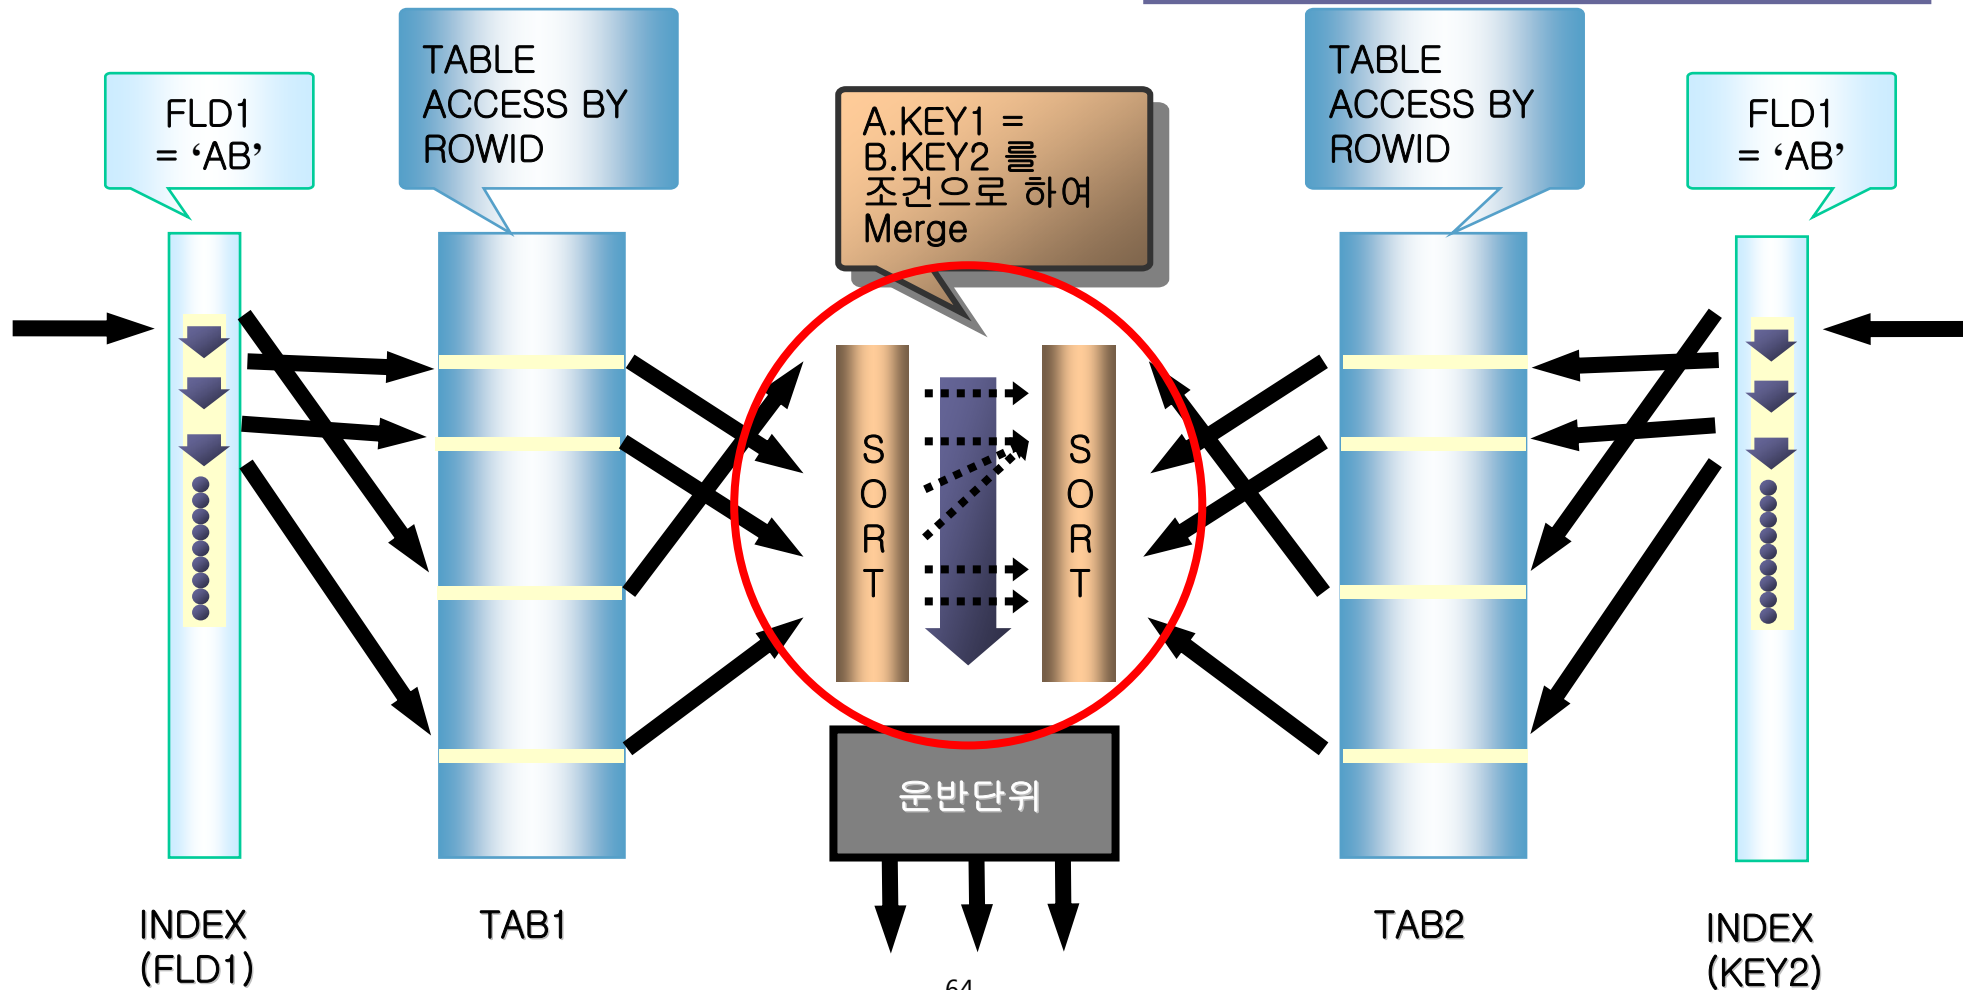 FLD1
= ‘AB’
TABLE
ACCESS BY
ROWID
A.KEY1 =
B.KEY2 를
조건으로 하여
Merge
TABLE
ACCESS BY
ROWID
FLD1
= ‘AB’
S
O
R
T
S
O
R
T
운반단위
INDEX
(FLD1)
TAB1
TAB2
INDEX
(KEY2)
64